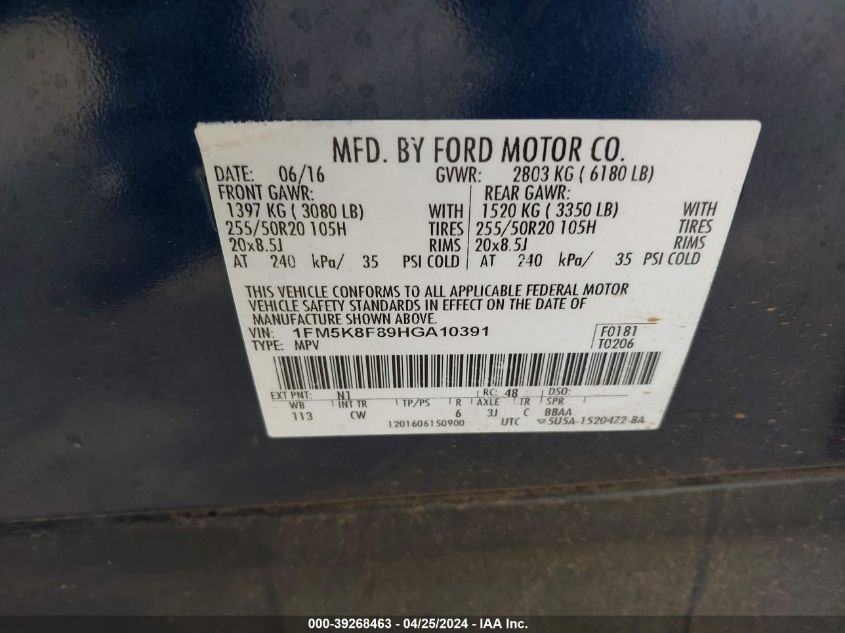 MFD. BY FORD MOTOR CO.
DATE: 06/16 GVWR: 2803 KG ( 6180 LB)
FRONT GAWR: REAR GAWR:
1397 KG ( 3080 LB) WITH 1520 KG ( 3350 LB) WITH
255/50R20 105H TIRES 255/50R20 105H TIRES
20x8.5J RIMS 20x8.5J RIMS
AT 240 kPa/ 35 PSI COLD AT 240 kPa/ 35 PSI COLD
THIS VEHICLE CONFORMS TO ALL APPLICABLE FEDERAL MOTOR
VEHICLE SAFETY STANDARDS IN EFFECT ON THE DATE OF
MANUFACTURE SHOWN ABOVE.
VIN: 1FM5K8F89HGA10391 F0181
TYPE: MPV T0206
EXT PNT: N1 RC: 48 DSO:
WB INT TR TP/PS R AXLE TR SPR
113 CW 6 3J C BBAA
1201606150900 UTC 5U5A-1520472-BA
000-39268463 - 04/25/2024 - IAA Inc.